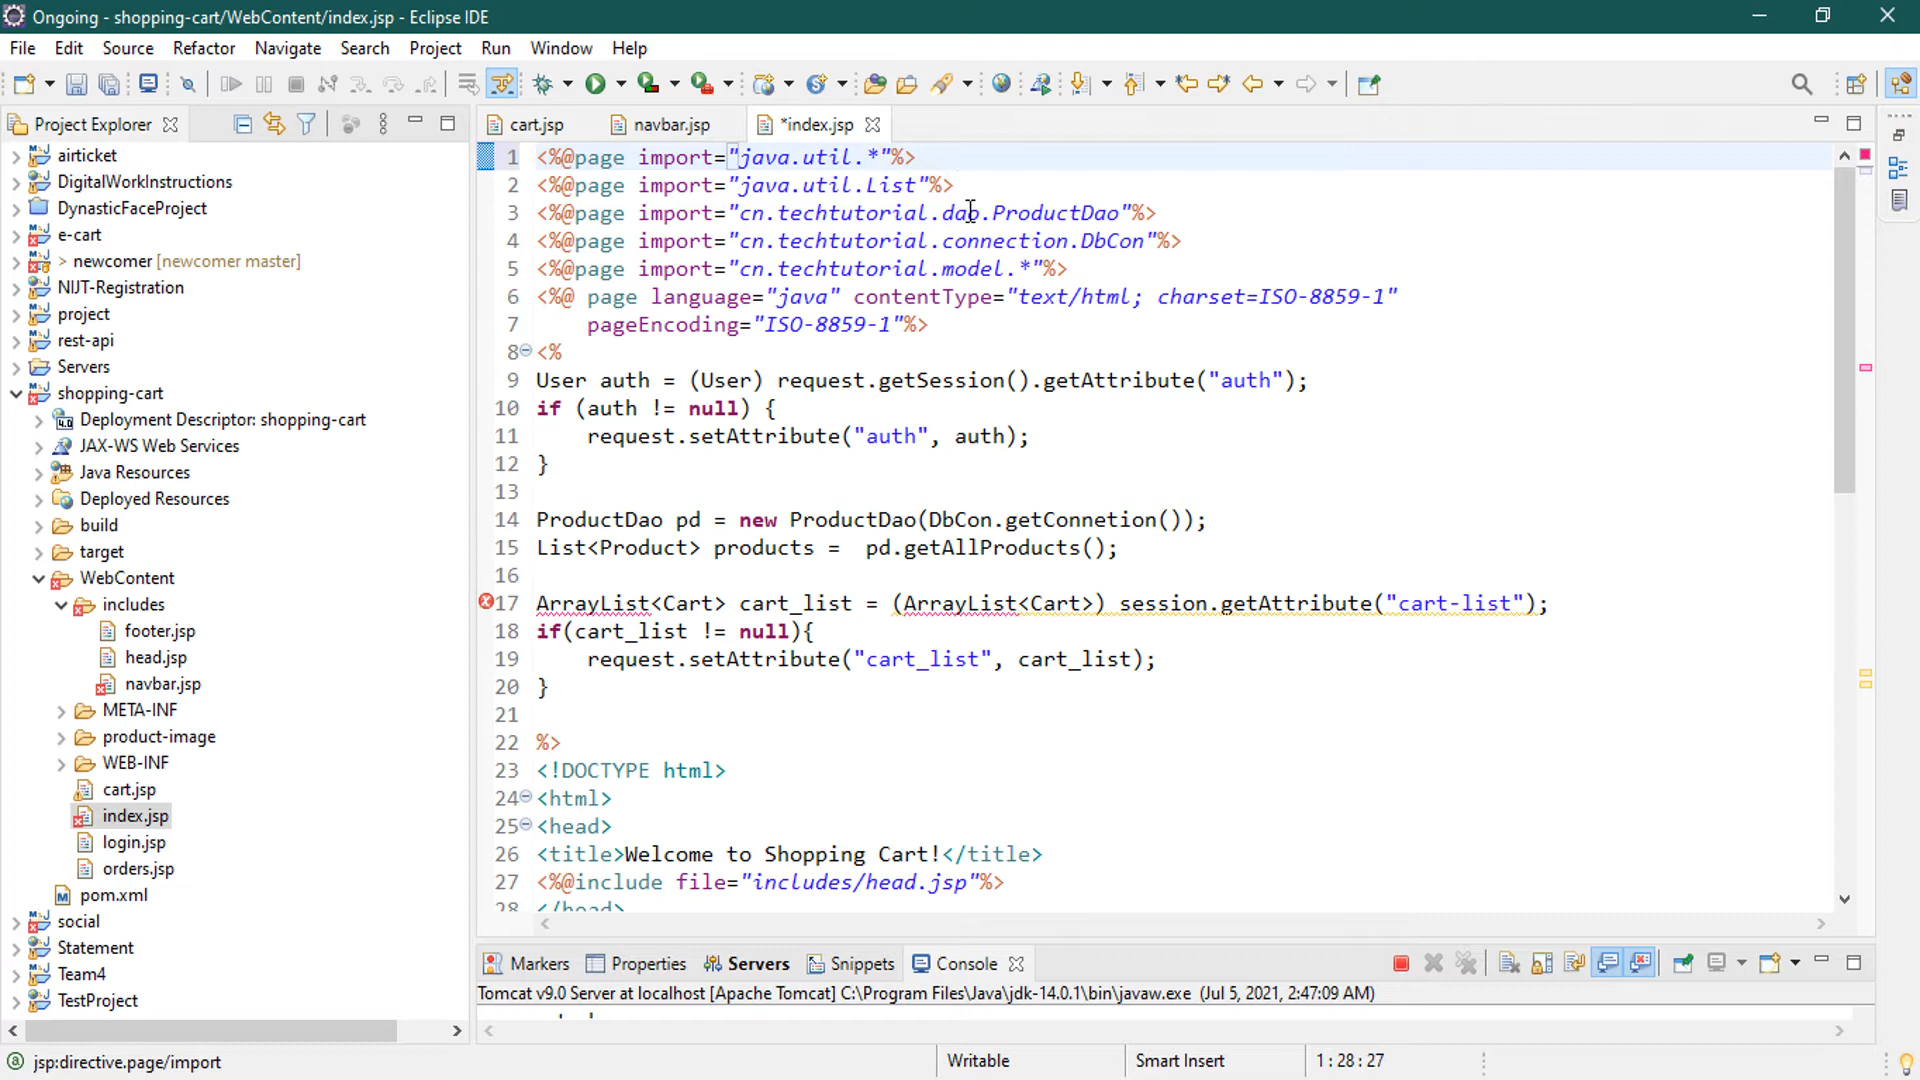 Ongoing - shopping-cart/WebContent/index.jsp - Eclipse IDE
File Edit Source Refactor Navigate Search Project Run Window Help
Project Explorer
cart.jsp navbar.jsp *index.jsp
airticket
DigitalWorkInstructions
DynasticFaceProject
e-cart
> newcomer [newcomer master]
NIJT-Registration
project
rest-api
Servers
shopping-cart
Deployment Descriptor: shopping-cart
JAX-WS Web Services
Java Resources
Deployed Resources
build
target
WebContent
includes
footer.jsp
head.jsp
navbar.jsp
META-INF
product-image
WEB-INF
cart.jsp
index.jsp
login.jsp
orders.jsp
pom.xml
social
Statement
Team4
TestProject
1 <%@page import="java.util.*"%>
2 <%@page import="java.util.List"%>
3 <%@page import="cn.techtutorial.dao.ProductDao"%>
4 <%@page import="cn.techtutorial.connection.DbCon"%>
5 <%@page import="cn.techtutorial.model.*"%>
6 <%@ page language="java" contentType="text/html; charset=ISO-8859-1"
7 pageEncoding="ISO-8859-1"%>
8 <%
9 User auth = (User) request.getSession().getAttribute("auth");
10 if (auth != null) {
11 request.setAttribute("auth", auth);
12 }
13
14 ProductDao pd = new ProductDao(DbCon.getConnetion());
15 List<Product> products =  pd.getAllProducts();
16
17 ArrayList<Cart> cart_list = (ArrayList<Cart>) session.getAttribute("cart-list");
18 if(cart_list != null){
19 request.setAttribute("cart_list", cart_list);
20 }
21
22 %>
23 <!DOCTYPE html>
24 <html>
25 <head>
26 <title>Welcome to Shopping Cart!</title>
27 <%@include file="includes/head.jsp"%>
28 </head>
Markers Properties Servers Snippets Console
Tomcat v9.0 Server at localhost [Apache Tomcat] C:\Program Files\Java\jdk-14.0.1\bin\javaw.exe (Jul 5, 2021, 2:47:09 AM)
jsp:directive.page/import Writable Smart Insert 1 : 28 : 27